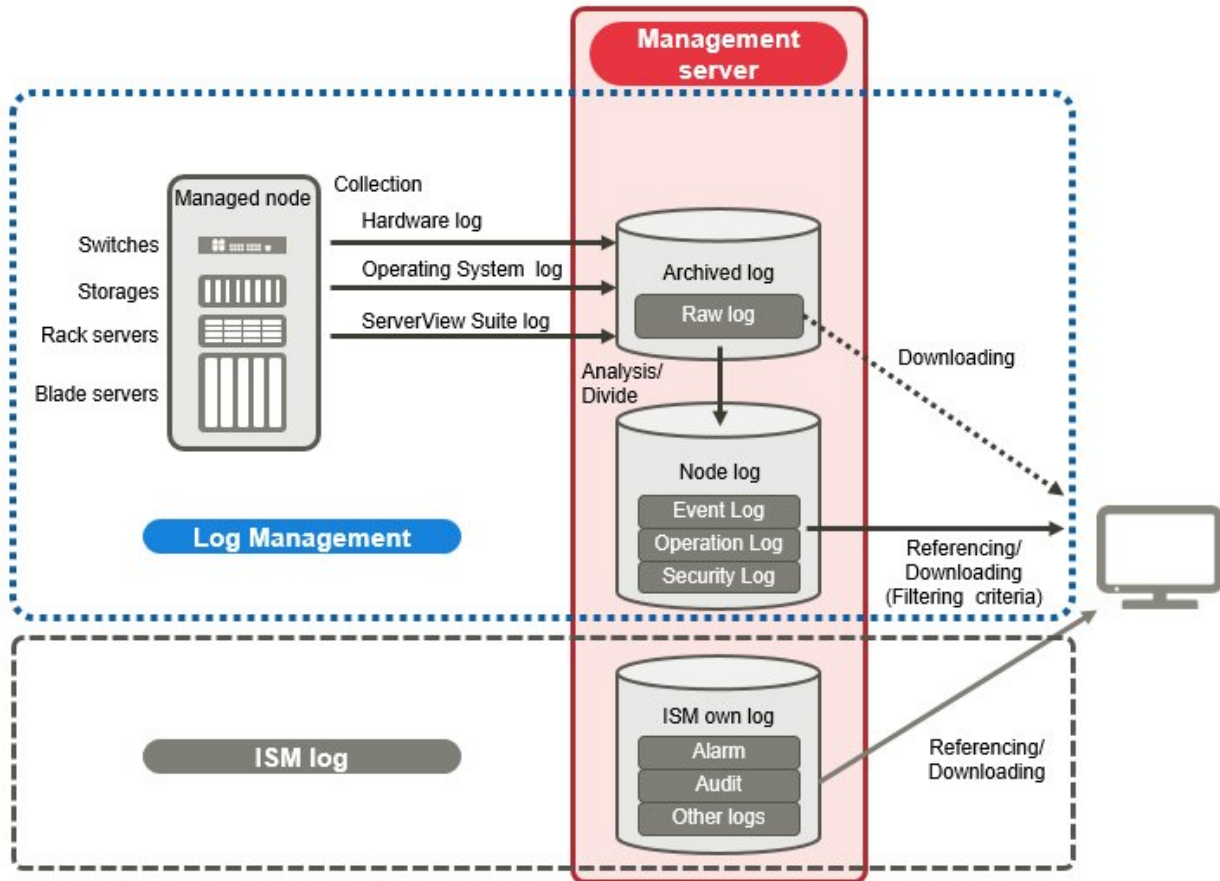 Management
server
Managed node
Switches
Storages
Rack servers
Blade servers
Collection
Hardware log
Operating System log
ServerView Suite log
Archived log
Raw log
Downloading
Analysis/
Divide
Node log
Event Log
Operation Log
Security Log
Referencing/
Downloading
(Filtering criteria)
Log Management
ISM own log
Alarm
Audit
Other logs
ISM log
Referencing/
Downloading